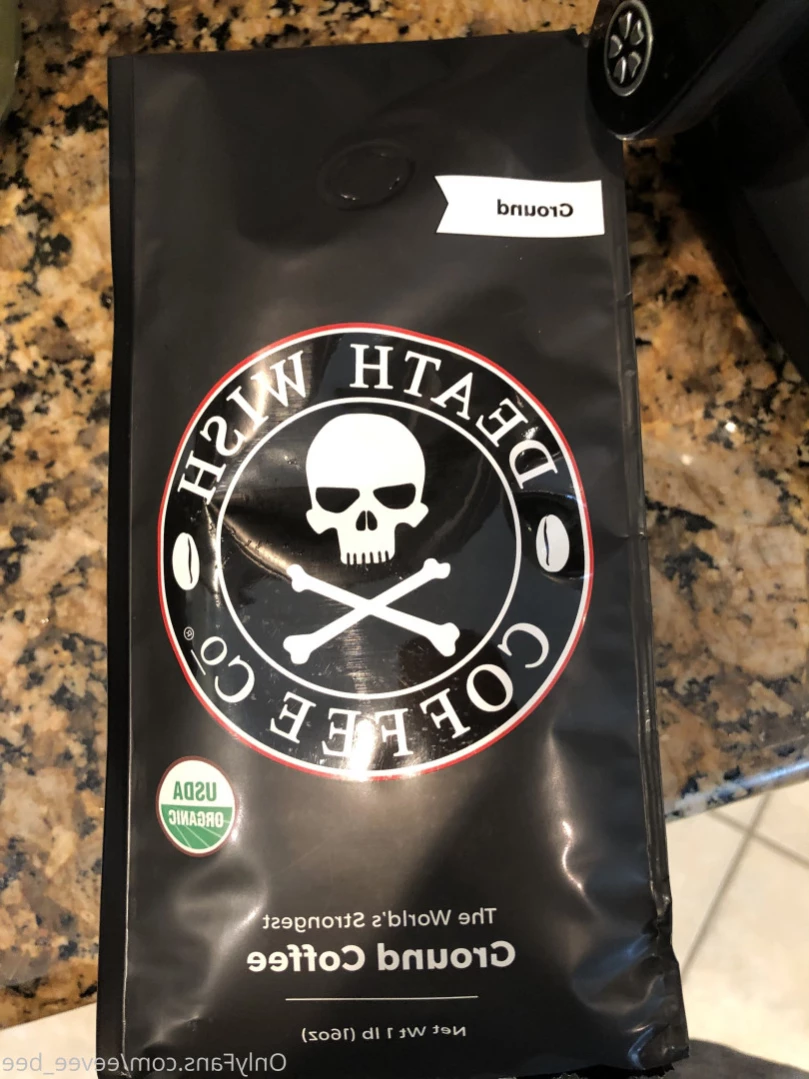 Ground
DEATH WISH
COFFEE CO®
USDA
ORGANIC
The World's Strongest
Ground Coffee
Net Wt 1 lb (16oz)
OnlyFans.com/eevee_bee